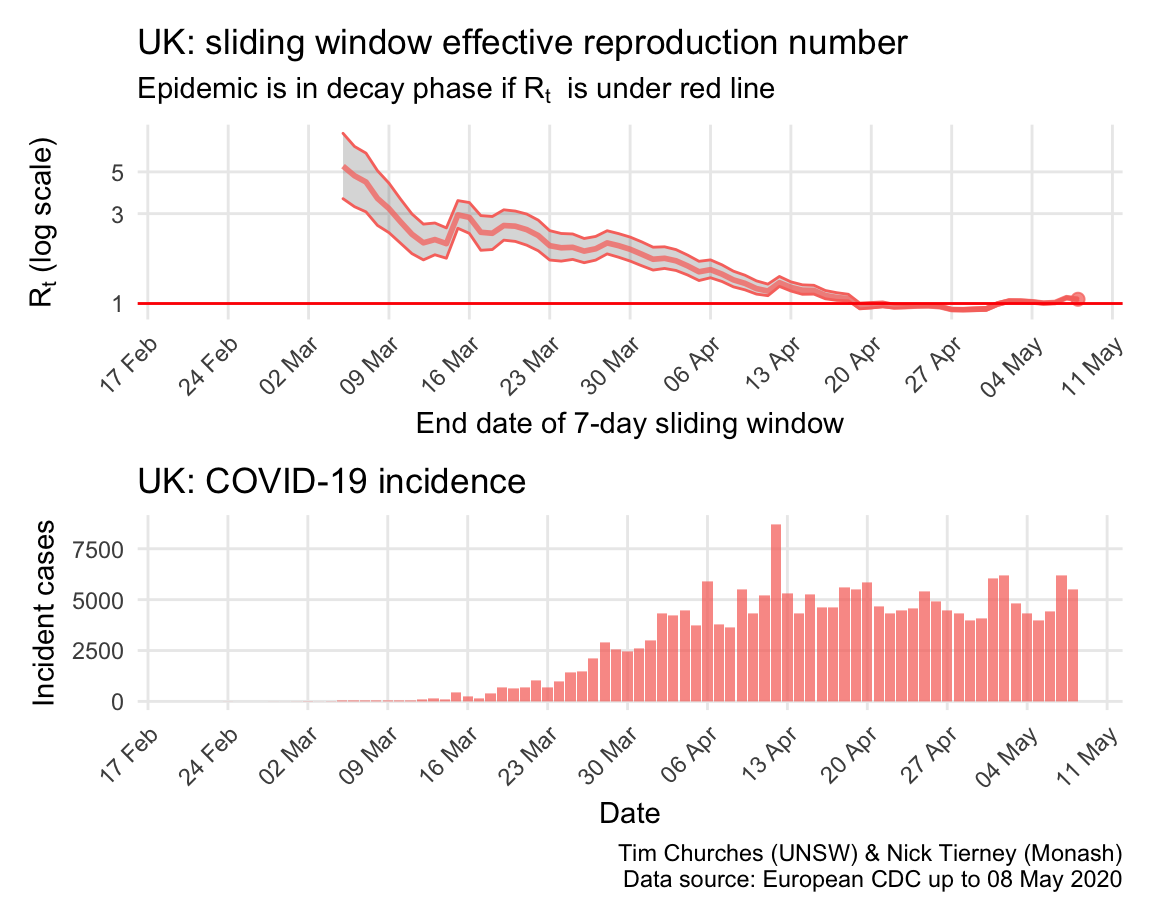 UK: sliding window effective reproduction number
Epidemic is in decay phase if Rt is under red line
Rt (log scale)
5
3
1
17 Feb
24 Feb
02 Mar
09 Mar
16 Mar
23 Mar
30 Mar
06 Apr
13 Apr
20 Apr
27 Apr
04 May
11 May
End date of 7-day sliding window
UK: COVID-19 incidence
Incident cases
7500
5000
2500
0
17 Feb
24 Feb
02 Mar
09 Mar
16 Mar
23 Mar
30 Mar
06 Apr
13 Apr
20 Apr
27 Apr
04 May
11 May
Date
Tim Churches (UNSW) & Nick Tierney (Monash)
Data source: European CDC up to 08 May 2020